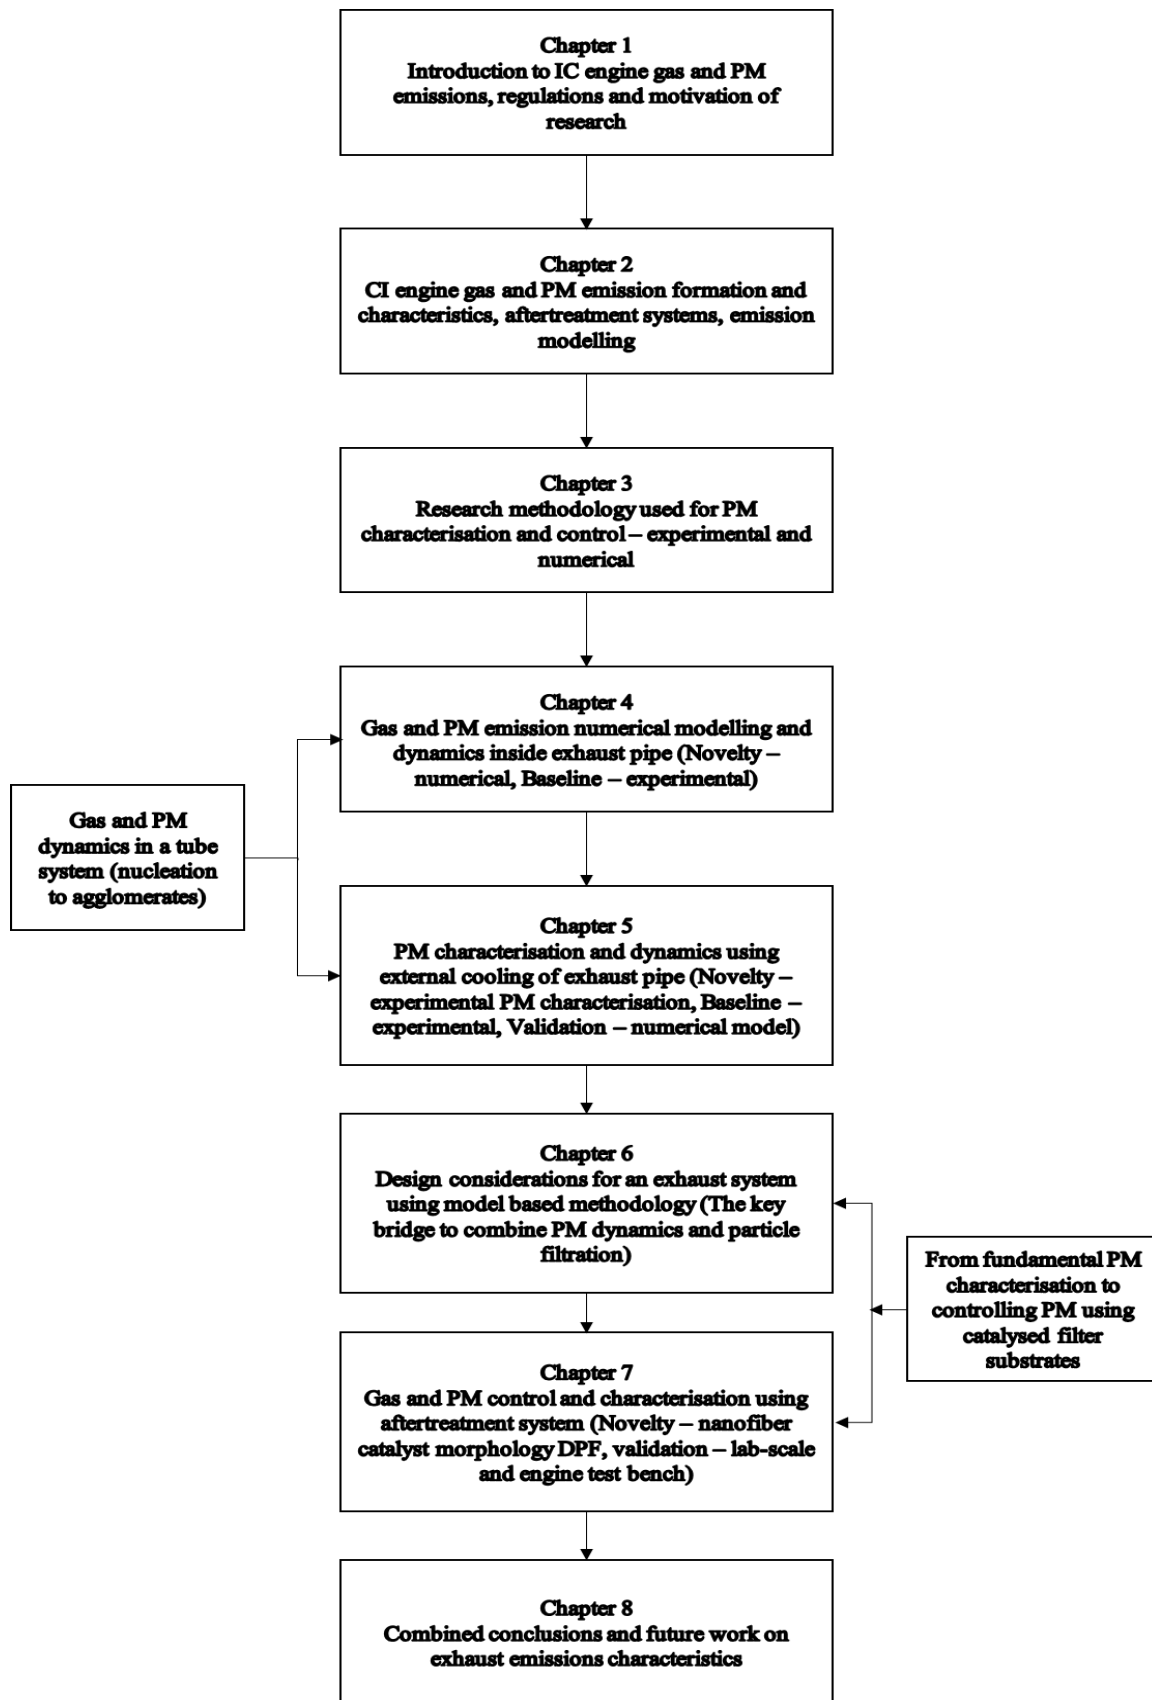 Chapter 1
Introduction to IC engine gas and PM
emissions, regulations and motivation of
research
Chapter 2
CI engine gas and PM emission formation and
characteristics, aftertreatment systems, emission
modelling
Chapter 3
Research methodology used for PM
characterisation and control – experimental and
numerical
Chapter 4
Gas and PM emission numerical modelling and
dynamics inside exhaust pipe (Novelty –
numerical, Baseline – experimental)
Gas and PM
dynamics in a tube
system (nucleation
to agglomerates)
Chapter 5
PM characterisation and dynamics using
external cooling of exhaust pipe (Novelty –
experimental PM characterisation, Baseline –
experimental, Validation – numerical model)
Chapter 6
Design considerations for an exhaust system
using model based methodology (The key
bridge to combine PM dynamics and particle
filtration)
From fundamental PM
characterisation to
controlling PM using
catalysed filter
substrates
Chapter 7
Gas and PM control and characterisation using
aftertreatment system (Novelty – nanofiber
catalyst morphology DPF, validation – lab-scale
and engine test bench)
Chapter 8
Combined conclusions and future work on
exhaust emissions characteristics